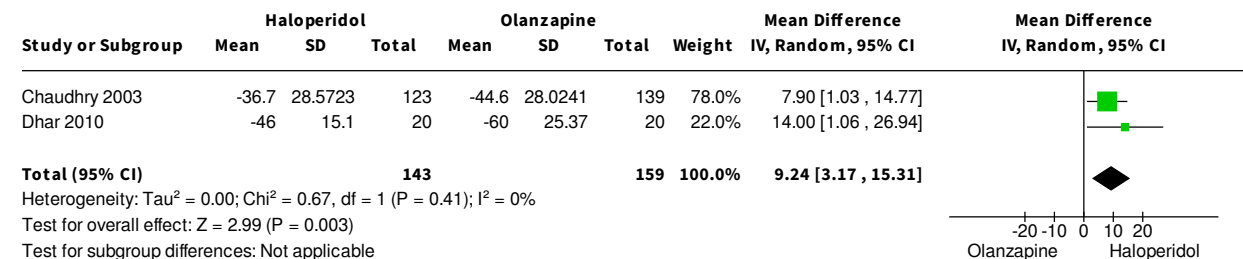 Haloperidol Olanzapine Mean Difference Mean Difference
Study or Subgroup Mean SD Total Mean SD Total Weight IV, Random, 95% CI IV, Random, 95% CI
Chaudhry 2003 -36.7 28.5723 123 -44.6 28.0241 139 78.0% 7.90 [1.03 , 14.77]
Dhar 2010 -46 15.1 20 -60 25.37 20 22.0% 14.00 [1.06 , 26.94]
Total (95% CI) 143 159 100.0% 9.24 [3.17 , 15.31]
Heterogeneity: Tau² = 0.00; Chi² = 0.67, df = 1 (P = 0.41); I² = 0%
Test for overall effect: Z = 2.99 (P = 0.003) -20 -10 0 10 20
Test for subgroup differences: Not applicable Olanzapine Haloperidol